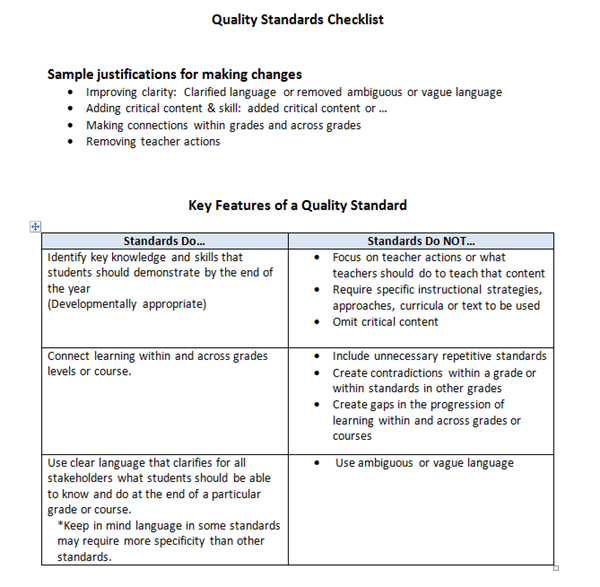 Quality Standards Checklist
Sample justifications for making changes
• Improving clarity: Clarified language or removed ambiguous or vague language
• Adding critical content & skill: added critical content or ...
• Making connections within grades and across grades
• Removing teacher actions
Key Features of a Quality Standard
Standards Do...
Identify key knowledge and skills that
students should demonstrate by the end of
the year
(Developmentally appropriate)
Standards Do NOT...
• Focus on teacher actions or what
teachers should do to teach that content
• Require specific instructional strategies,
approaches, curricula or text to be used
• Omit critical content
Connect learning within and across grades
levels or course.
• Include unnecessary repetitive standards
• Create contradictions within a grade or
within standards in other grades
• Create gaps in the progression of
learning within and across grades or
courses
Use clear language that clarifies for all
stakeholders what students should be able
to know and do at the end of a particular
grade or course.
*Keep in mind language in some standards
may require more specificity than other
standards.
• Use ambiguous or vague language